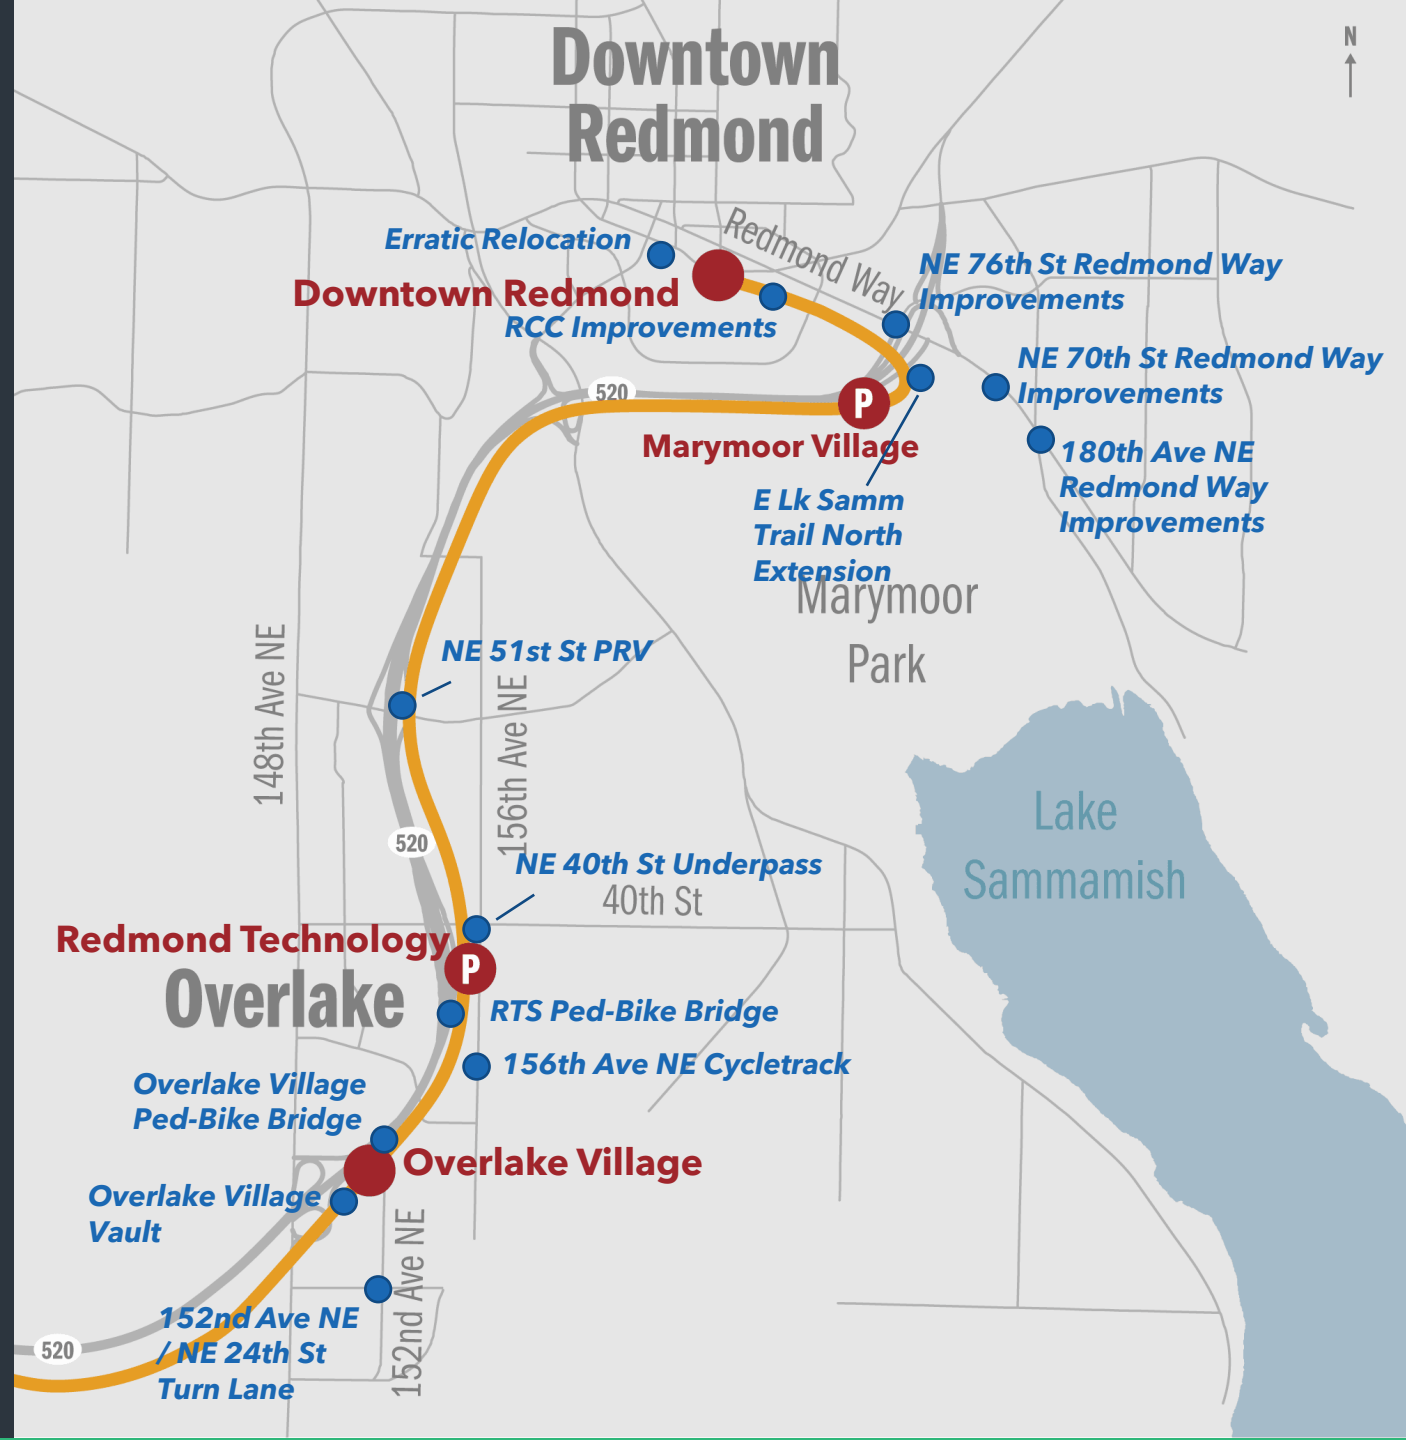 Downtown
Redmond
N
Redmond Way
Erratic Relocation
NE 76th St Redmond Way
Improvements
Downtown Redmond
RCC Improvements
NE 70th St Redmond Way
Improvements
520
P
Marymoor Village
180th Ave NE
Redmond Way
Improvements
E Lk Samm
Trail North
Extension
Marymoor
Park
NE 51st St PRV
148th Ave NE
156th Ave NE
Lake
Sammamish
520
NE 40th St Underpass
40th St
Redmond Technology
P
Overlake
RTS Ped-Bike Bridge
156th Ave NE Cycletrack
Overlake Village
Ped-Bike Bridge
Overlake Village
Overlake Village
Vault
152nd Ave NE
152nd Ave NE
/ NE 24th St
Turn Lane
520